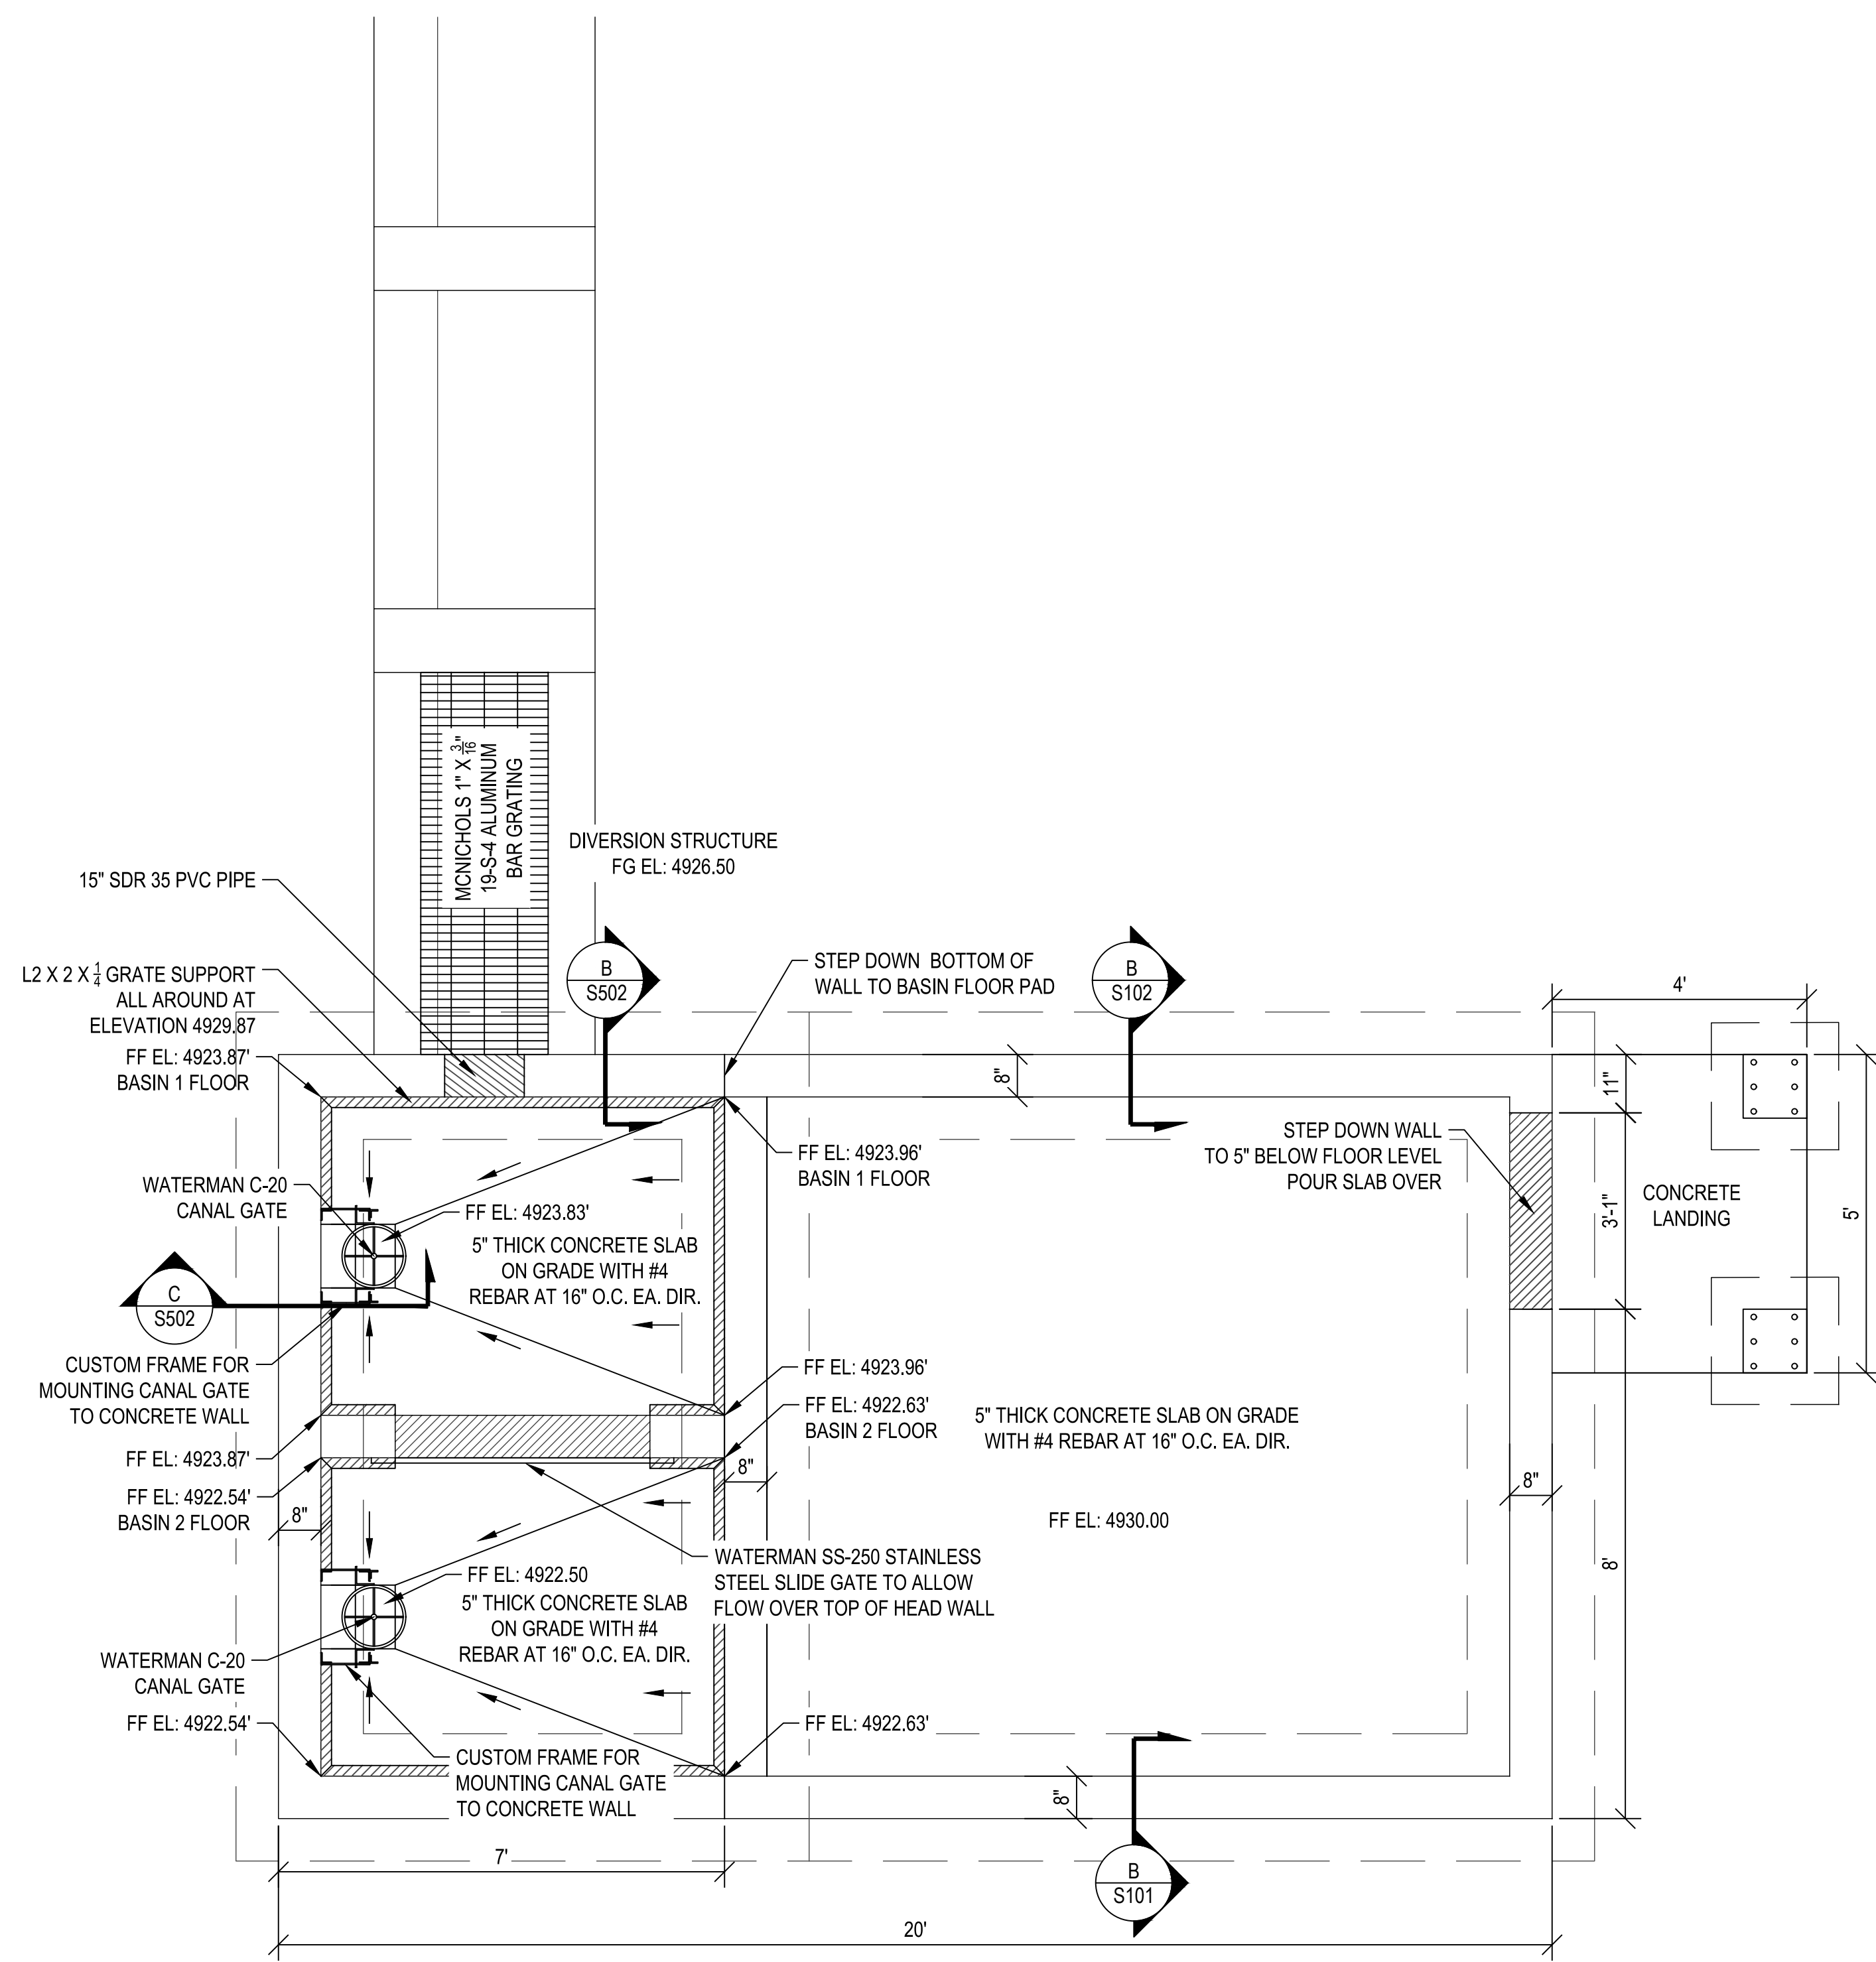 MCNICHOLS 1" X 3/16"
19-S-4 ALUMINUM
BAR GRATING
DIVERSION STRUCTURE
FG EL: 4926.50
15" SDR 35 PVC PIPE
L2 X 2 X 1/4 GRATE SUPPORT
ALL AROUND AT
ELEVATION 4929.87
FF EL: 4923.87'
BASIN 1 FLOOR
B
S502
STEP DOWN BOTTOM OF
WALL TO BASIN FLOOR PAD
B
S102
4'
8"
11"
FF EL: 4923.96'
BASIN 1 FLOOR
STEP DOWN WALL
TO 5" BELOW FLOOR LEVEL
POUR SLAB OVER
3'-1"
CONCRETE
LANDING
5'
WATERMAN C-20
CANAL GATE
FF EL: 4923.83'
5" THICK CONCRETE SLAB
ON GRADE WITH #4
REBAR AT 16" O.C. EA. DIR.
C
S502
CUSTOM FRAME FOR
MOUNTING CANAL GATE
TO CONCRETE WALL
FF EL: 4923.87'
FF EL: 4922.54'
BASIN 2 FLOOR
8"
FF EL: 4923.96'
FF EL: 4922.63'
BASIN 2 FLOOR
8"
5" THICK CONCRETE SLAB ON GRADE
WITH #4 REBAR AT 16" O.C. EA. DIR.
FF EL: 4930.00
8"
8'
WATERMAN SS-250 STAINLESS
STEEL SLIDE GATE TO ALLOW
FLOW OVER TOP OF HEAD WALL
FF EL: 4922.50
5" THICK CONCRETE SLAB
ON GRADE WITH #4
REBAR AT 16" O.C. EA. DIR.
WATERMAN C-20
CANAL GATE
FF EL: 4922.54'
FF EL: 4922.63'
CUSTOM FRAME FOR
MOUNTING CANAL GATE
TO CONCRETE WALL
8"
7'
B
S101
20'